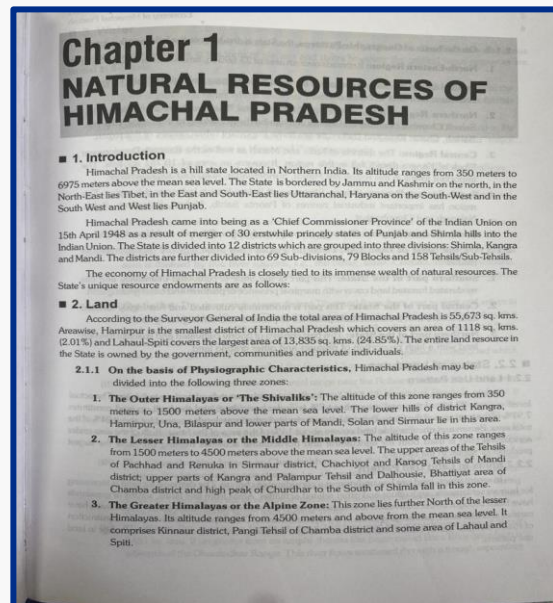 Chapter 1
NATURAL RESOURCES OF
HIMACHAL PRADESH
■ 1. Introduction
Himachal Pradesh is a hill state located in Northern India. Its altitude ranges from 350 meters to
6975 meters above the mean sea level. The State is bordered by Jammu and Kashmir on the north, in the
North-East lies Tibet, in the East and South-East lies Uttaranchal, Haryana on the South-West and in the
South West and West lies Punjab.
Himachal Pradesh came into being as a 'Chief Commissioner Province' of the Indian Union on
15th April 1948 as a result of merger of 30 erstwhile princely states of Punjab and Shimla hills into the
Indian Union. The State is divided into 12 districts which are grouped into three divisions: Shimla, Kangra
and Mandi. The districts are further divided into 69 Sub-divisions, 79 Blocks and 158 Tehsils/Sub-Tehsils.
The economy of Himachal Pradesh is closely tied to its immense wealth of natural resources. The
State's unique resource endowments are as follows:
■ 2. Land
According to the Surveyor General of India the total area of Himachal Pradesh is 55,673 sq. kms.
Areawise, Hamirpur is the smallest district of Himachal Pradesh which covers an area of 1118 sq. kms.
(2.01%) and Lahaul-Spiti covers the largest area of 13,835 sq. kms. (24.85%). The entire land resource in
the State is owned by the government, communities and private individuals.
2.1.1 On the basis of Physiographic Characteristics, Himachal Pradesh may be
divided into the following three zones:
1. The Outer Himalayas or 'The Shivaliks': The altitude of this zone ranges from 350
meters to 1500 meters above the mean sea level. The lower hills of district Kangra,
Hamirpur, Una, Bilaspur and lower parts of Mandi, Solan and Sirmaur lie in this area.
2. The Lesser Himalayas or the Middle Himalayas: The altitude of this zone ranges
from 1500 meters to 4500 meters above the mean sea level. The upper areas of the Tehsils
of Pachhad and Renuka in Sirmaur district, Chachiyot and Karsog Tehsils of Mandi
district; upper parts of Kangra and Palampur Tehsil and Dalhousie, Bhattiyat area of
Chamba district and high peak of Churdhar to the South of Shimla fall in this zone.
3. The Greater Himalayas or the Alpine Zone: This zone lies further North of the lesser
Himalayas. Its altitude ranges from 4500 meters and above from the mean sea level. It
comprises Kinnaur district, Pangi Tehsil of Chamba district and some area of Lahaul and
Spiti.